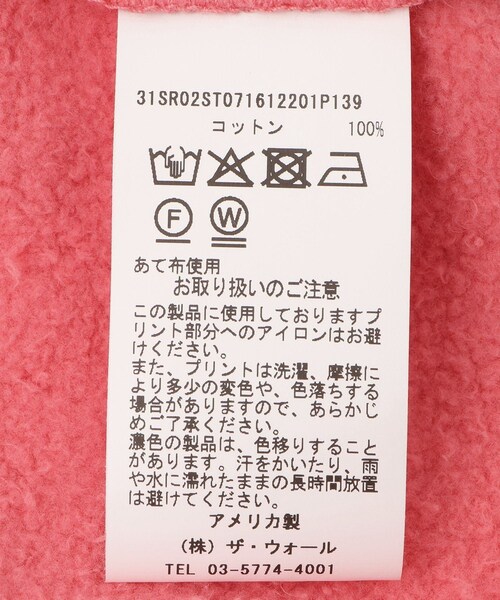 31SR02ST071612201P139
コットン 100%
F W
あて布使用
お取り扱いのご注意
この製品に使用しておりますプ
リント部分へのアイロンはお避
けください。
また、プリントは洗濯、摩擦に
より多少の変色や、色落ちする
場合がありますので、あらかじ
めご了承ください。
濃色の製品は、色移りすること
があります。汗をかいたり、雨
や水に濡れたままの長時間放置
は避けてください。
アメリカ製
（株）ザ・ウォール
TEL 03-5774-4001